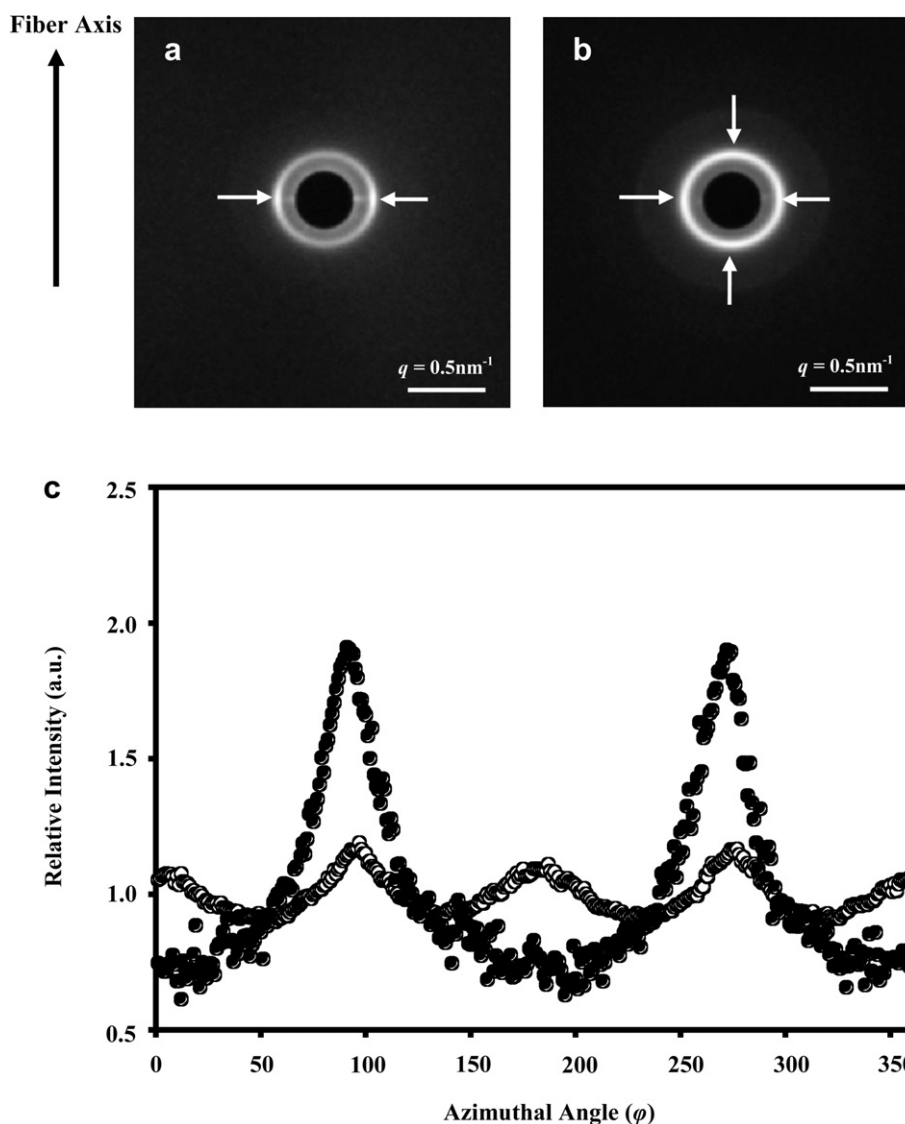 Fiber Axis
a
b
q = 0.5nm⁻¹
q = 0.5nm⁻¹
c
2.5
2.0
1.5
1.0
0.5
Relative Intensity (a.u.)
0 50 100 150 200 250 300 350
Azimuthal Angle (φ)